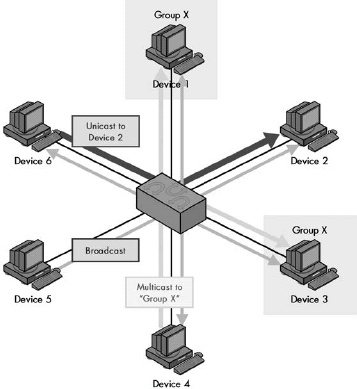 Group X
Device 1
Unicast to
Device 2
Device 6
Device 2
Group X
Broadcast
Multicast to
"Group X"
Device 5
Device 3
Device 4